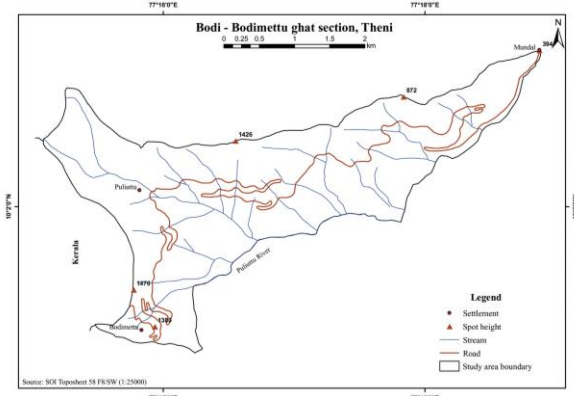 77°16'0"E
77°18'0"E
Bodi - Bodimettu ghat section, Theni
0 0.25 0.5 1 1.5 2
km
N
Mundal
394
872
1426
Puliuttu
10°2'0"N
Kerala
Puliuttu River
1470
Bodimettu
Legend
Settlement
Spot height
Stream
Road
Study area boundary
Source: SOI Toposheet 58 F8/SW (1:25000)